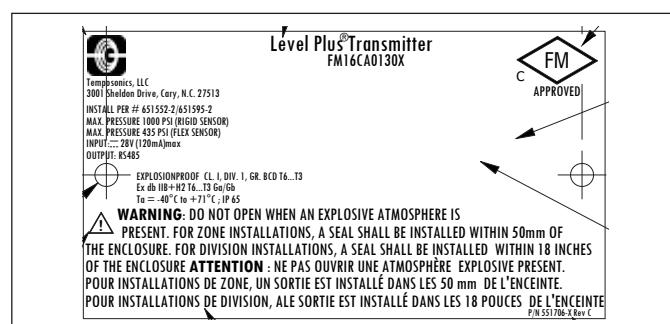 Level Plus® Transmitter
FM16CA0130X
FM
C
APPROVED
Temposonics, LLC
3001 Sheldon Drive, Cary, N.C. 27513
INSTALL PER # 651552-2/651595-2
MAX. PRESSURE 1000 PSI (RIGID SENSOR)
MAX. PRESSURE 435 PSI (FLEX SENSOR)
INPUT: ⎓ 28V (120mA)max
OUTPUT: RS485
EXPLOSIONPROOF CL. I, DIV. 1, GR. BCD T6...T3
Ex db IIB+H2 T6...T3 Ga/Gb
Ta = -40°C to +71°C ; IP 65
WARNING: DO NOT OPEN WHEN AN EXPLOSIVE ATMOSPHERE IS
PRESENT. FOR ZONE INSTALLATIONS, A SEAL SHALL BE INSTALLED WITHIN 50mm OF
THE ENCLOSURE. FOR DIVISION INSTALLATIONS, A SEAL SHALL BE INSTALLED WITHIN 18 INCHES
OF THE ENCLOSURE ATTENTION : NE PAS OUVRIR UNE ATMOSPHÈRE EXPLOSIVE PRESENT.
POUR INSTALLATIONS DE ZONE, UN SORTIE EST INSTALLÉ DANS LES 50 mm DE L'ENCEINTE.
POUR INSTALLATIONS DE DIVISION, ALE SORTIE EST INSTALLÉ DANS LES 18 POUCES DE L'ENCEINTE
P/N 551706-X Rev C